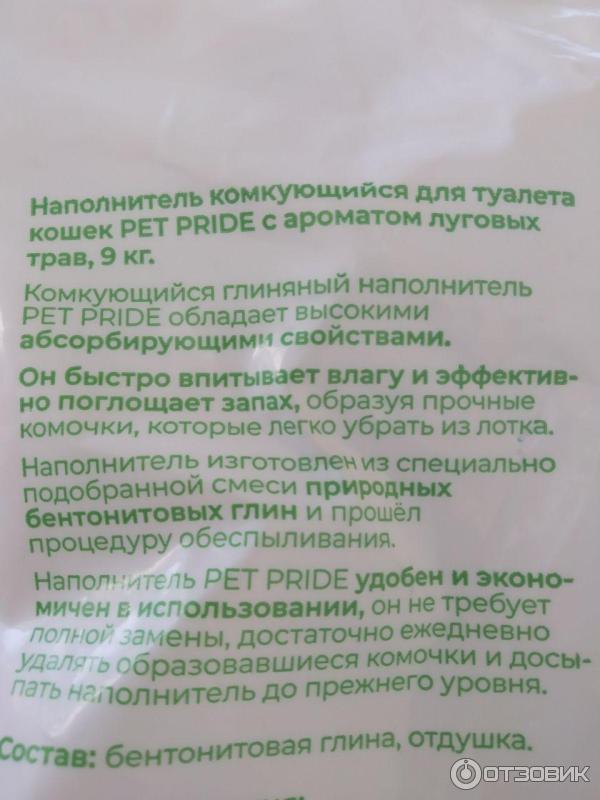 Наполнитель комкующийся для туалета
кошек PET PRIDE с ароматом луговых
трав, 9 кг.
Комкующийся глиняный наполнитель
PET PRIDE обладает высокими
абсорбирующими свойствами.
Он быстро впитывает влагу и эффектив-
но поглощает запах, образуя прочные
комочки, которые легко убрать из лотка.
Наполнитель изготовлен из специально
подобранной смеси природных
бентонитовых глин и прошёл
процедуру обеспыливания.
Наполнитель PET PRIDE удобен и эконо-
мичен в использовании, он не требует
полной замены, достаточно ежедневно
удалять образовавшиеся комочки и досы-
пать наполнитель до прежнего уровня.
Состав: бентонитовая глина, отдушка.
ОТЗОВИК